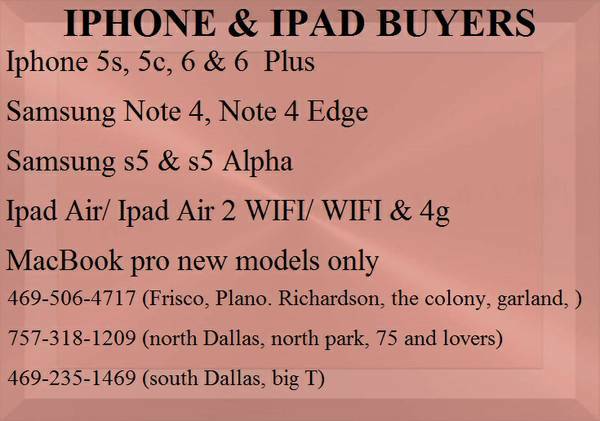 IPHONE & IPAD BUYERS
Iphone 5s, 5c, 6 & 6 Plus
Samsung Note 4, Note 4 Edge
Samsung s5 & s5 Alpha
Ipad Air/ Ipad Air 2 WIFI/ WIFI & 4g
MacBook pro new models only
469-506-4717 (Frisco, Plano. Richardson, the colony, garland, )
757-318-1209 (north Dallas, north park, 75 and lovers)
469-235-1469 (south Dallas, big T)